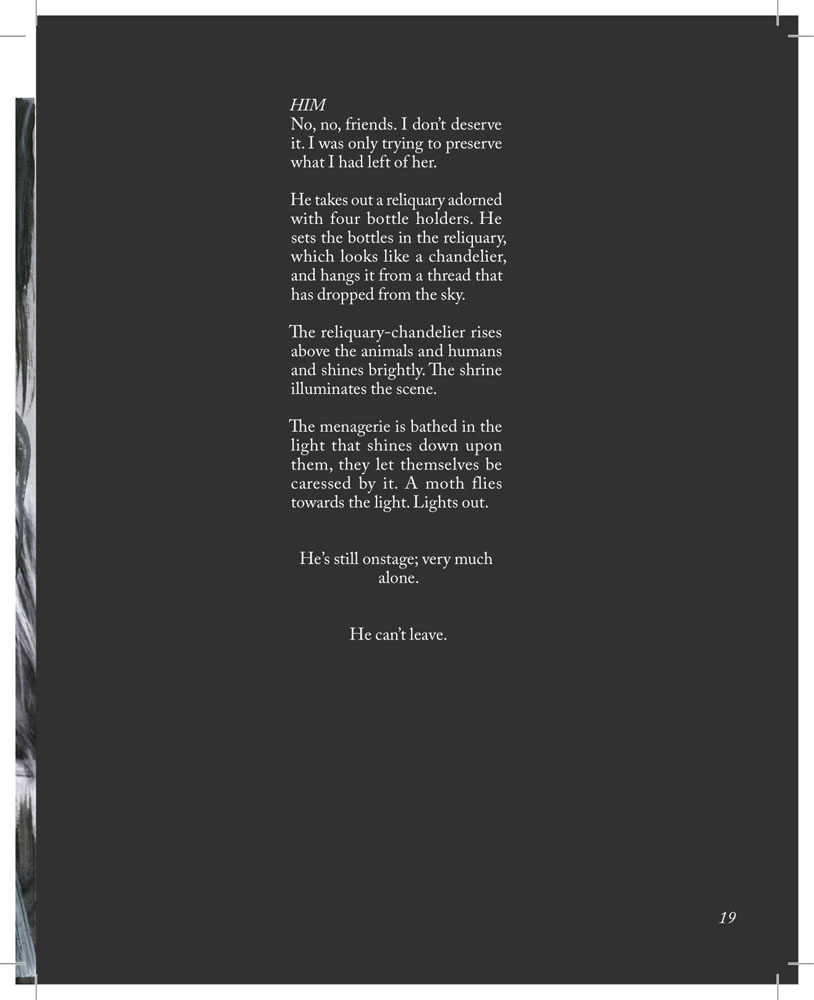 HIM
No, no, friends. I don’t deserve
it. I was only trying to preserve
what I had left of her.
He takes out a reliquary adorned
with four bottle holders. He
sets the bottles in the reliquary,
which looks like a chandelier,
and hangs it from a thread that
has dropped from the sky.
The reliquary-chandelier rises
above the animals and humans
and shines brightly. The shrine
illuminates the scene.
The menagerie is bathed in the
light that shines down upon
them, they let themselves be
caressed by it. A moth flies
towards the light. Lights out.
He’s still onstage; very much
alone.
He can’t leave.
19